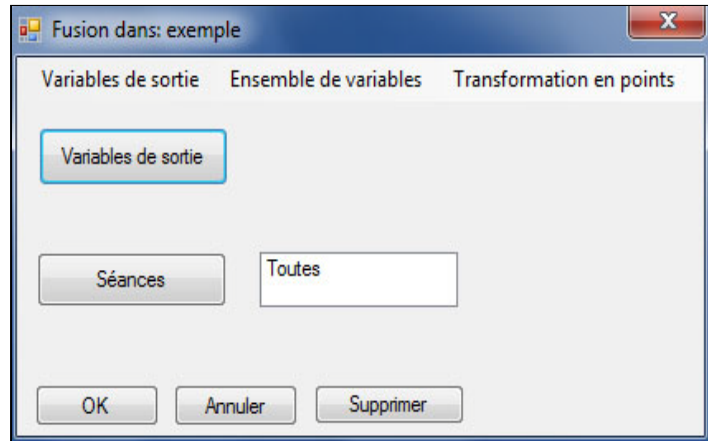 Fusion dans: exemple
Variables de sortie Ensemble de variables Transformation en points
Variables de sortie
Séances Toutes
OK Annuler Supprimer